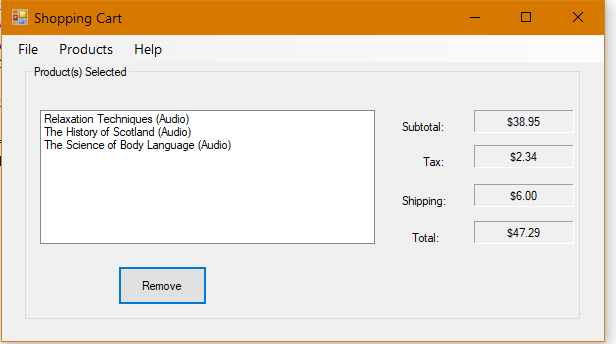 Shopping Cart
File Products Help
Product(s) Selected
Relaxation Techniques (Audio)
The History of Scotland (Audio)
The Science of Body Language (Audio)
Subtotal: $38.95
Tax: $2.34
Shipping: $6.00
Total: $47.29
Remove